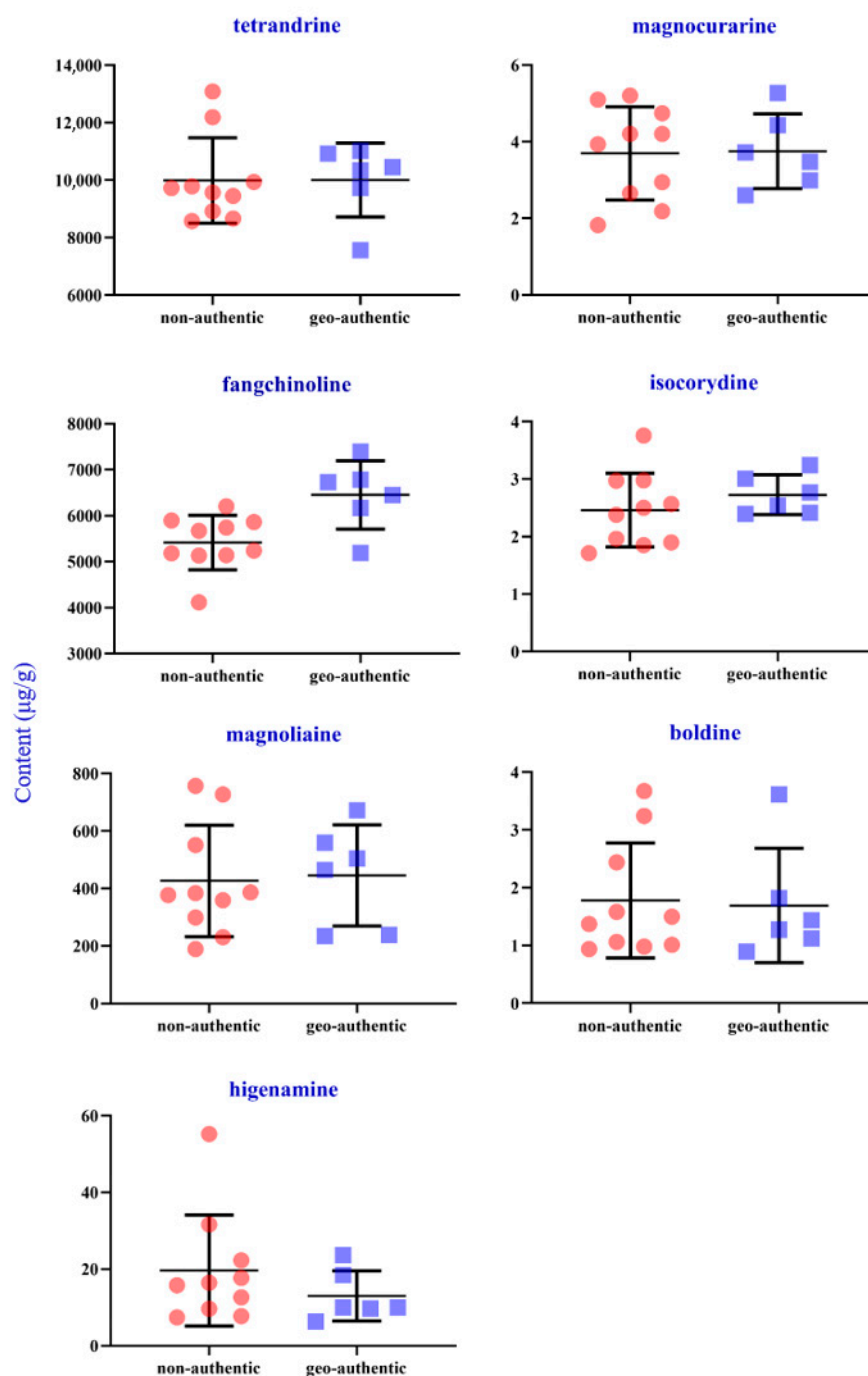 tetrandrine
14,000
12,000
10,000
8000
6000
non-authentic geo-authentic
magnocurarine
6
4
2
0
non-authentic geo-authentic
fangchinoline
8000
7000
6000
5000
4000
3000
non-authentic geo-authentic
isocorydine
4
3
2
1
0
non-authentic geo-authentic
Content (µg/g)
magnoliaine
800
600
400
200
0
non-authentic geo-authentic
boldine
4
3
2
1
0
non-authentic geo-authentic
higenamine
60
40
20
0
non-authentic geo-authentic